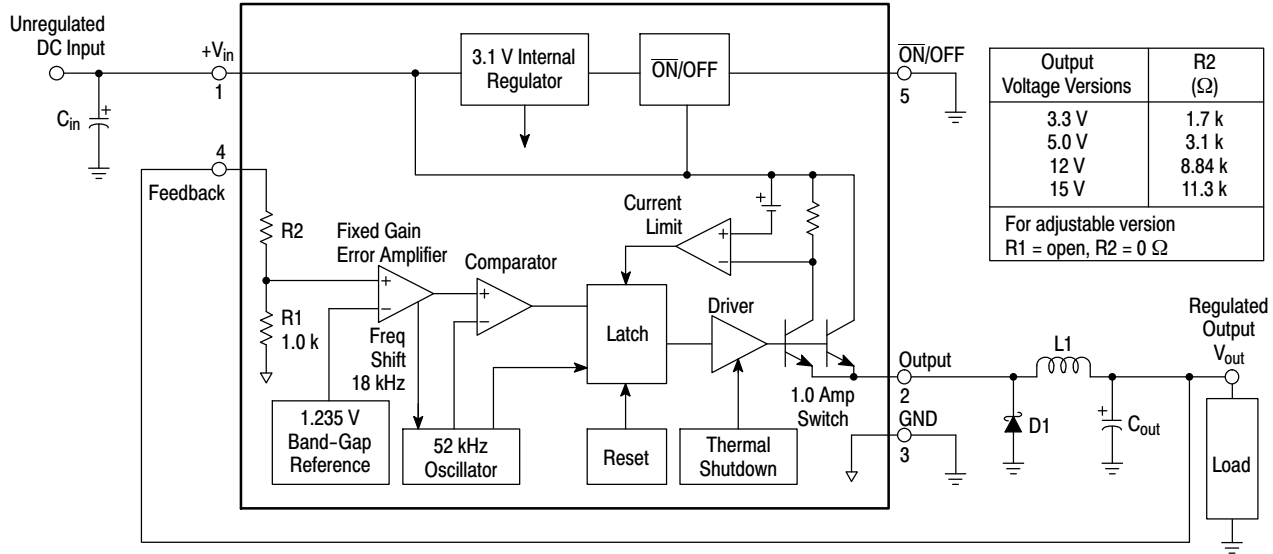 Unregulated
DC Input
+Vin
1
Cin
+
4
Feedback
3.1 V Internal
Regulator
O̅N̅/OFF
O̅N̅/OFF
5
Output
Voltage Versions
R2
(Ω)
3.3 V
1.7 k
5.0 V
3.1 k
12 V
8.84 k
15 V
11.3 k
For adjustable version
R1 = open, R2 = 0 Ω
R2
R1
1.0 k
Fixed Gain
Error Amplifier
+
−
Freq
Shift
18 kHz
Comparator
+
−
Current
Limit
+
−
+
Latch
Driver
1.0 Amp
Switch
1.235 V
Band-Gap
Reference
52 kHz
Oscillator
Reset
Thermal
Shutdown
Output
2
GND
3
L1
D1
+
Cout
Regulated
Output
Vout
Load